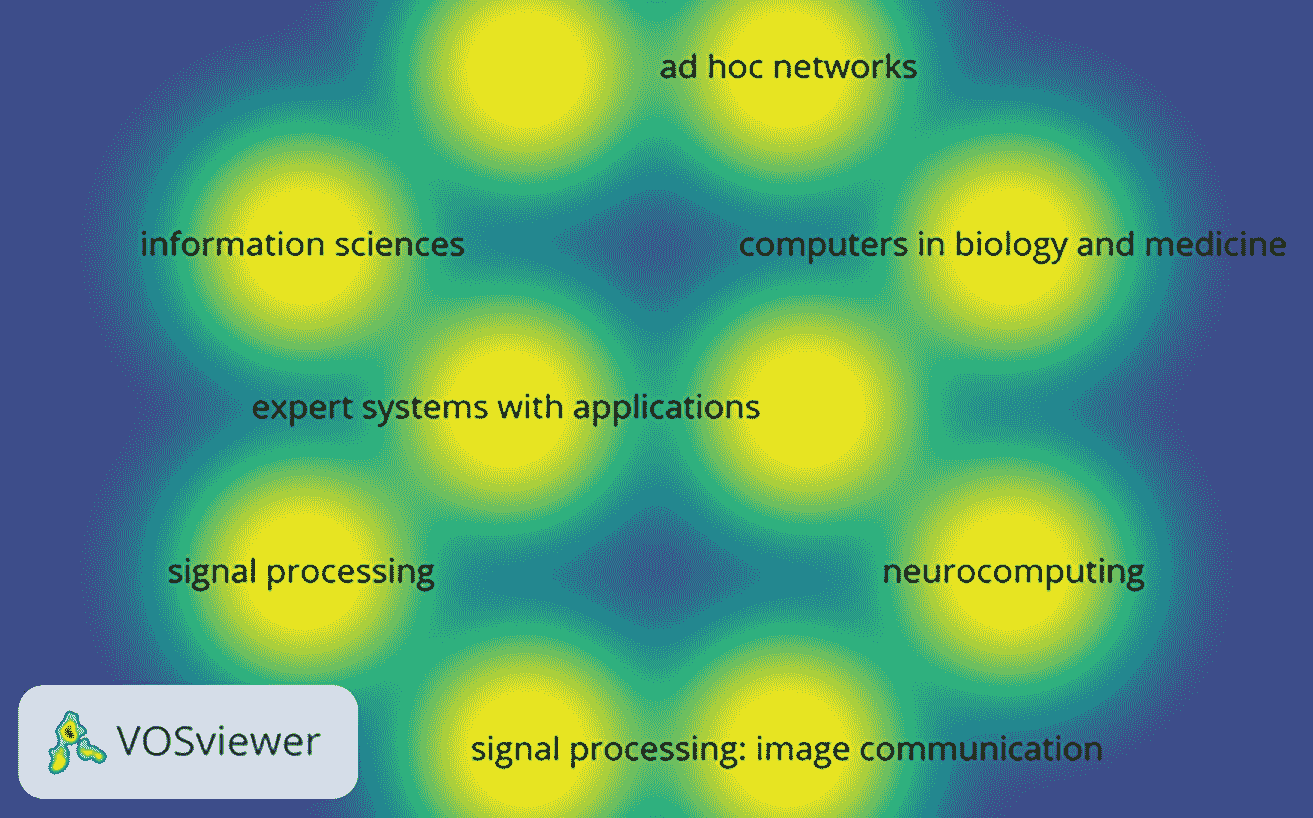 ad hoc networks
information sciences
computers in biology and medicine
expert systems with applications
signal processing
neurocomputing
signal processing: image communication
VOSviewer